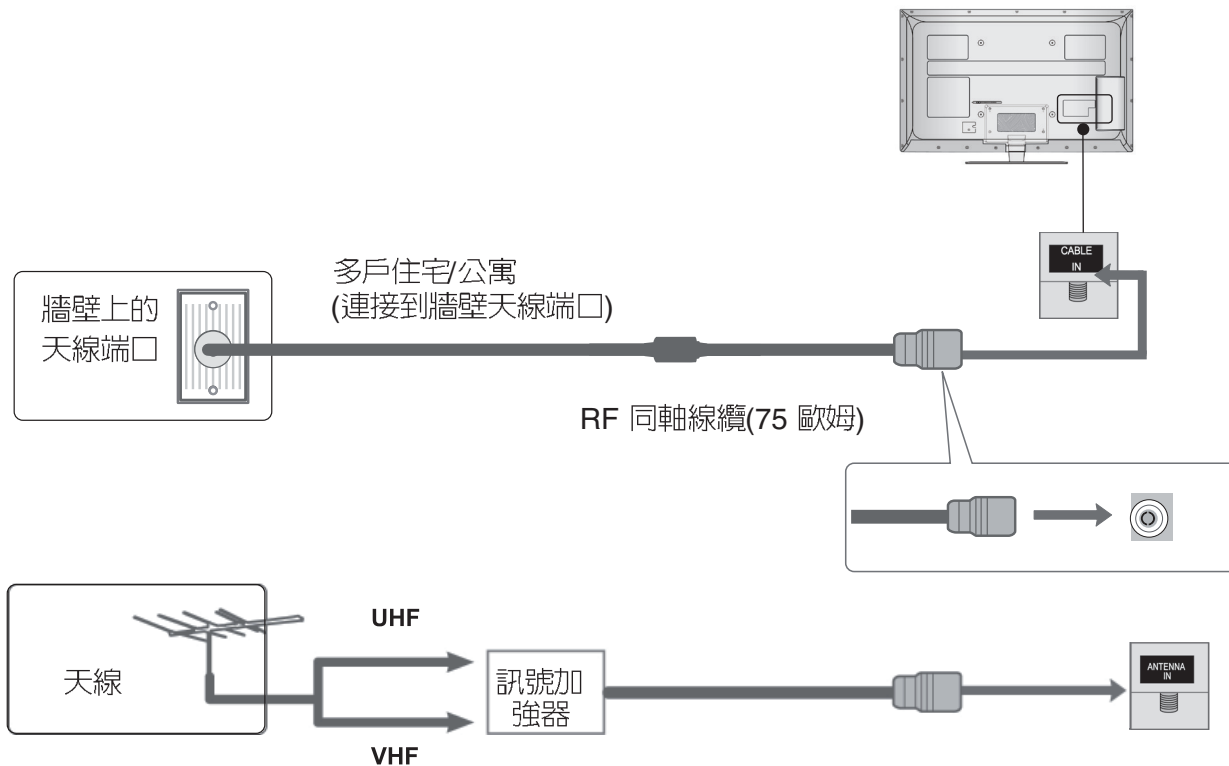 CABLE
IN
多戶住宅/公寓
(連接到牆壁天線端口)
牆壁上的
天線端口
RF 同軸線纜(75 歐姆)
UHF
天線
訊號加
強器
VHF
ANTENNA
IN